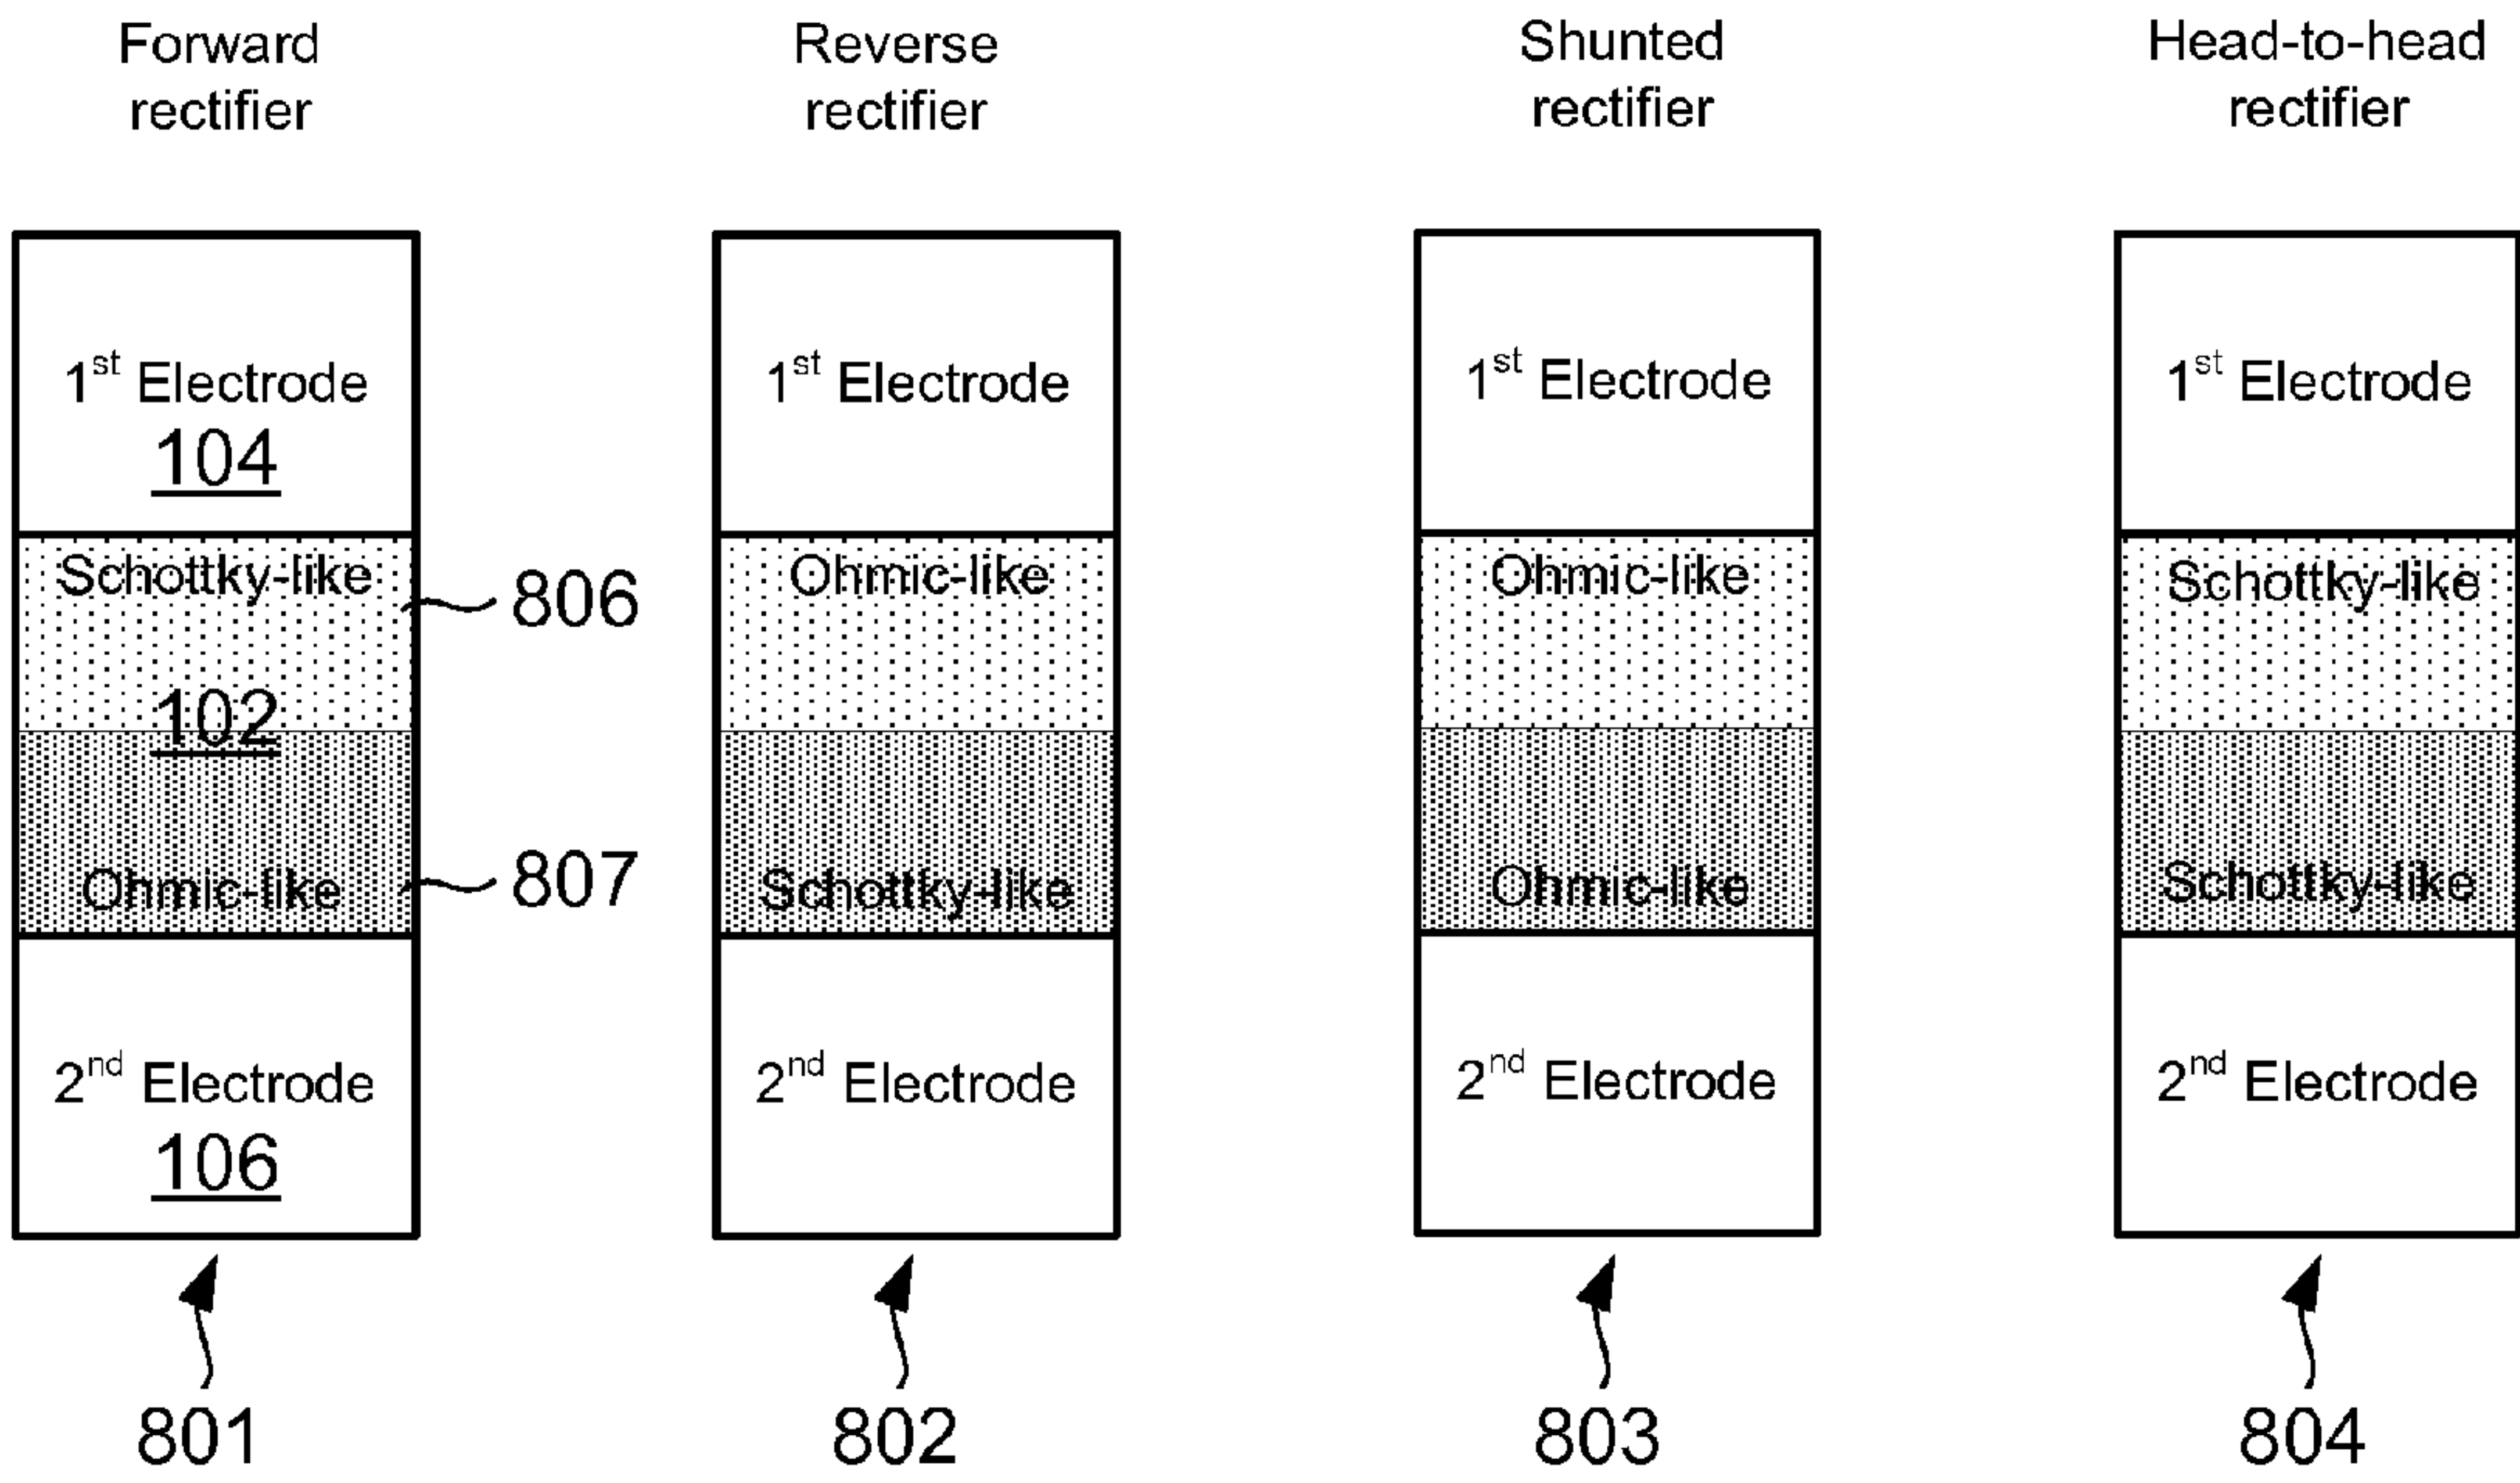 Forward
rectifier
1st Electrode
104
Schottky-like
806
102
Ohmic-like
807
2nd Electrode
106
801
Reverse
rectifier
1st Electrode
Ohmic-like
Schottky-like
2nd Electrode
802
Shunted
rectifier
1st Electrode
Ohmic-like
Ohmic-like
2nd Electrode
803
Head-to-head
rectifier
1st Electrode
Schottky-like
Schottky-like
2nd Electrode
804